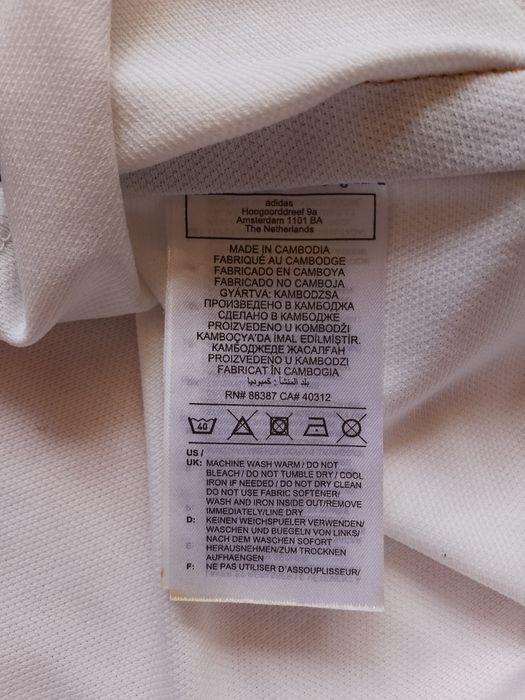 adidas
Hoogoorddreef 9a
Amsterdam 1101 BA
The Netherlands
MADE IN CAMBODIA
FABRIQUÉ AU CAMBODGE
FABRICADO EN CAMBOYA
FABRICADO NO CAMBOJA
GYÁRTVA: KAMBODZSA
ПРОИЗВЕДЕНО В КАМБОДЖА
СДЕЛАНО В КАМБОДЖЕ
PROIZVEDENO U KOMBODŽI
KAMBOÇYA'DA İMAL EDİLMİŞTİR.
КАМБОДЖЕДЕ ЖАСАЛҒАН
PROIZVEDENO U KAMBODZI
FABRICAT ÎN CAMBOGIA
بلد المنشأ : كمبوديا
RN# 88387 CA# 40312
40
US /
UK: MACHINE WASH WARM / DO NOT
BLEACH / DO NOT TUMBLE DRY / COOL
IRON IF NEEDED / DO NOT DRY CLEAN
DO NOT USE FABRIC SOFTENER/
WASH AND IRON INSIDE OUT/REMOVE
IMMEDIATELY/LINE DRY
D: KEINEN WEICHSPUELER VERWENDEN/
WASCHEN UND BUEGELN VON LINKS/
NACH DEM WASCHEN SOFORT
HERAUSNEHMEN/ZUM TROCKNEN
AUFHAENGEN
F: NE PAS UTILISER D'ASSOUPLISSEUR/